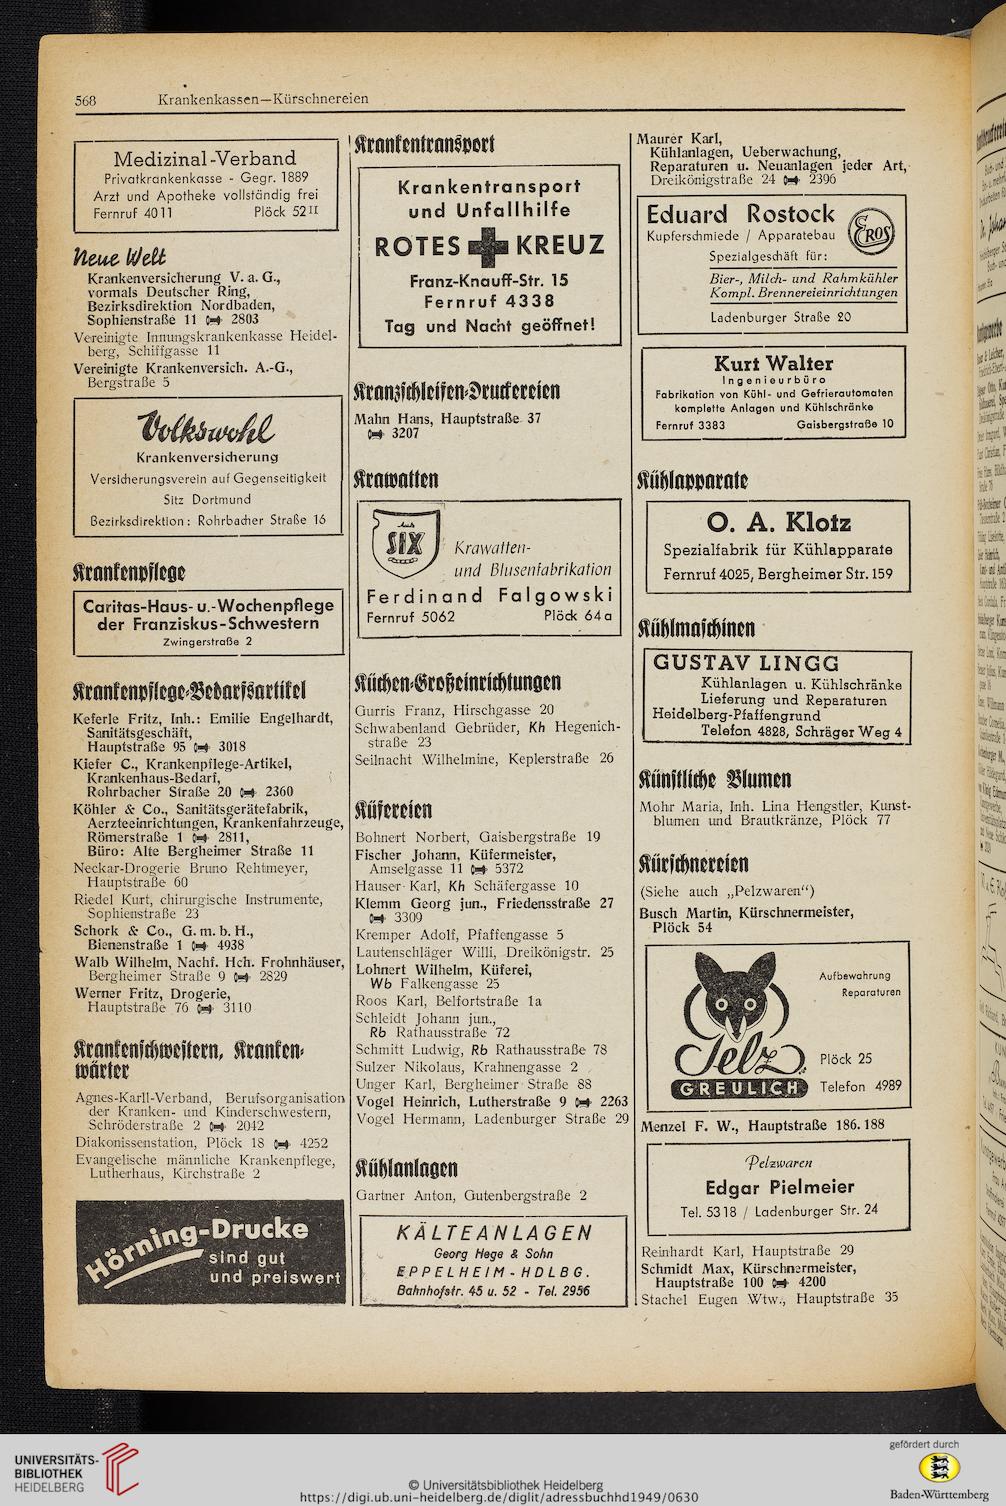 568 Krankenkassen—Kürschnereien
Medizinal-Verband
Privatkrankenkasse - Gegr. 1889
Arzt und Apotheke vollständig frei
Fernruf 4011 Plöck 52 II
Neue Welt
Krankenversicherung V. a. G.,
vormals Deutscher Ring,
Bezirksdirektion Nordbaden,
Sophienstraße 11 2803
Vereinigte Innungskrankenkasse Heidel-
berg, Schiffgasse 11
Vereinigte Krankenversich. A.-G.,
Bergstraße 5
Volkswohl
Krankenversicherung
Versicherungsverein auf Gegenseitigkeit
Sitz Dortmund
Bezirksdirektion: Rohrbacher Straße 16
Krankenpflege
Caritas-Haus- u.-Wochenpflege
der Franziskus-Schwestern
Zwingerstraße 2
Krankenpflege-Bedarfsartikel
Keferle Fritz, Inh.: Emilie Engelhardt,
Sanitätsgeschäft,
Hauptstraße 95 3018
Kiefer C., Krankenpflege-Artikel,
Krankenhaus-Bedarf,
Rohrbacher Straße 20 2360
Köhler & Co., Sanitätsgerätefabrik,
Aerzteeinrichtungen, Krankenfahrzeuge,
Römerstraße 1 2811,
Büro: Alte Bergheimer Straße 11
Neckar-Drogerie Bruno Rehtmeyer,
Hauptstraße 60
Riedel Kurt, chirurgische Instrumente,
Sophienstraße 23
Schork & Co., G. m. b. H.,
Bienenstraße 1 4938
Walb Wilhelm, Nachf. Hch. Frohnhäuser,
Bergheimer Straße 9 2829
Werner Fritz, Drogerie,
Hauptstraße 76 3110
Krankenschwestern, Kranken-
wärter
Agnes-Karll-Verband, Berufsorganisation
der Kranken- und Kinderschwestern,
Schröderstraße 2 2042
Diakonissenstation, Plöck 18 4252
Evangelische männliche Krankenpflege,
Lutherhaus, Kirchstraße 2
Hörning-Drucke
sind gut
und preiswert
Krankentransport
Krankentransport
und Unfallhilfe
ROTES KREUZ
Franz-Knauff-Str. 15
Fernruf 4338
Tag und Nacht geöffnet!
Kranzschleifen-Druckereien
Mahn Hans, Hauptstraße 37
3207
Krawatten
Aus
SIX
Krawatten-
und Blusenfabrikation
Ferdinand Falgowski
Fernruf 5062 Plöck 64a
Küchen-Großeinrichtungen
Gurris Franz, Hirschgasse 20
Schwabenland Gebrüder, Kh Hegenich-
straße 23
Seilnacht Wilhelmine, Keplerstraße 26
Küfereien
Bohnert Norbert, Gaisbergstraße 19
Fischer Johann, Küfermeister,
Amselgasse 11 5372
Hauser Karl, Kh Schäfergasse 10
Klemm Georg jun., Friedensstraße 27
3309
Kremper Adolf, Pfaffengasse 5
Lautenschläger Willi, Dreikönigstr. 25
Lohnert Wilhelm, Küferei,
Wb Falkengasse 25
Roos Karl, Belfortstraße 1a
Schleidt Johann jun.,
Rb Rathausstraße 72
Schmitt Ludwig, Rb Rathausstraße 78
Sulzer Nikolaus, Krahnengasse 2
Unger Karl, Bergheimer Straße 88
Vogel Heinrich, Lutherstraße 9 2263
Vogel Hermann, Ladenburger Straße 29
Kühlanlagen
Gartner Anton, Gutenbergstraße 2
KÄLTEANLAGEN
Georg Hege & Sohn
EPPELHEIM-HDLBG.
Bahnhofstr. 45 u. 52 - Tel. 2956
Maurer Karl,
Kühlanlagen, Ueberwachung,
Reparaturen u. Neuanlagen jeder Art,
Dreikönigstraße 24 2396
Eduard Rostock
Kupferschmiede / Apparatebau
EROS
Spezialgeschäft für:
Bier-, Milch- und Rahmkühler
Kompl. Brennereieinrichtungen
Ladenburger Straße 20
Kurt Walter
Ingenieurbüro
Fabrikation von Kühl- und Gefrierautomaten
komplette Anlagen und Kühlschränke
Fernruf 3383 Gaisbergstraße 10
Kühlapparate
O. A. Klotz
Spezialfabrik für Kühlapparate
Fernruf 4025, Bergheimer Str. 159
Kühlmaschinen
GUSTAV LINGG
Kühlanlagen u. Kühlschränke
Lieferung und Reparaturen
Heidelberg-Pfaffengrund
Telefon 4828, Schräger Weg 4
Künstliche Blumen
Mohr Maria, Inh. Lina Hengstler, Kunst-
blumen und Brautkränze, Plöck 77
Kürschnereien
(Siehe auch „Pelzwaren“)
Busch Martin, Kürschnermeister,
Plöck 54
Aufbewahrung
Reparaturen
Pelz
GREULICH
Plöck 25
Telefon 4989
Menzel F. W., Hauptstraße 186.188
Pelzwaren
Edgar Pielmeier
Tel. 5318 / Ladenburger Str. 24
Reinhardt Karl, Hauptstraße 29
Schmidt Max, Kürschnermeister,
Hauptstraße 100 4200
Stachel Eugen Wtw., Hauptstraße 35
UNIVERSITÄTS-
BIBLIOTHEK
HEIDELBERG
© Universitätsbibliothek Heidelberg
https://digi.ub.uni-heidelberg.de/diglit/adressbuchhd1949/0630
gefördert durch
Baden-Württemberg